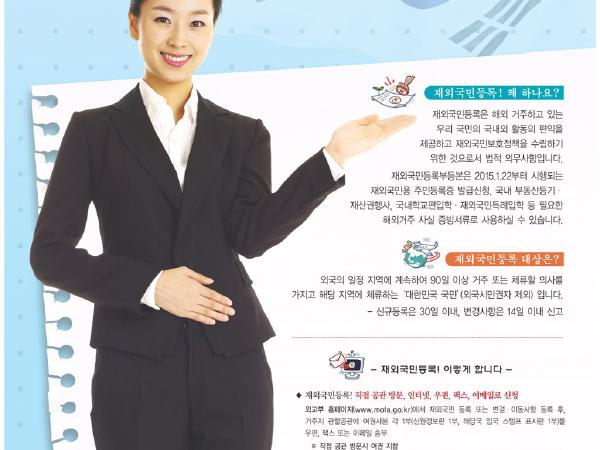 재외국민등록! 왜 하나요?
재외국민등록은 해외 거주하고 있는
우리 국민의 국내외 활동의 편익을
제공하고 재외국민보호정책을 수립하기
위한 것으로서 법적 의무사항입니다.
재외국민등록부등본은 2015.1.22부터 시행되는
재외국민용 주민등록증 발급신청, 국내 부동산등기 ·
재산권행사, 국내학교편입학 · 재외국민특례입학 등 필요한
해외거주 사실 증빙서류로 사용하실 수 있습니다.
재외국민등록 대상은?
외국의 일정 지역에 계속하여 90일 이상 거주 또는 체류할 의사를
가지고 해당 지역에 체류하는 '대한민국 국민' (외국시민권자 제외) 입니다.
- 신규등록은 30일 이내, 변경사항은 14일 이내 신고
- 재외국민등록! 이렇게 합니다 -
◆ 재외국민등록! 직접 공관 방문, 인터넷, 우편, 팩스, 이메일로 신청
외교부 홈페이지(www.mofa.go.kr)에서 재외국민 등록 또는 변경 · 이동사항 등록 후,
거주지 관할공관에 여권사본 각 1부(신원정보란 1부, 해당국 입국 스탬프 표시란 1부)를
우편, 팩스 또는 이메일 송부
※ 직접 공관 방문시 여권 지참